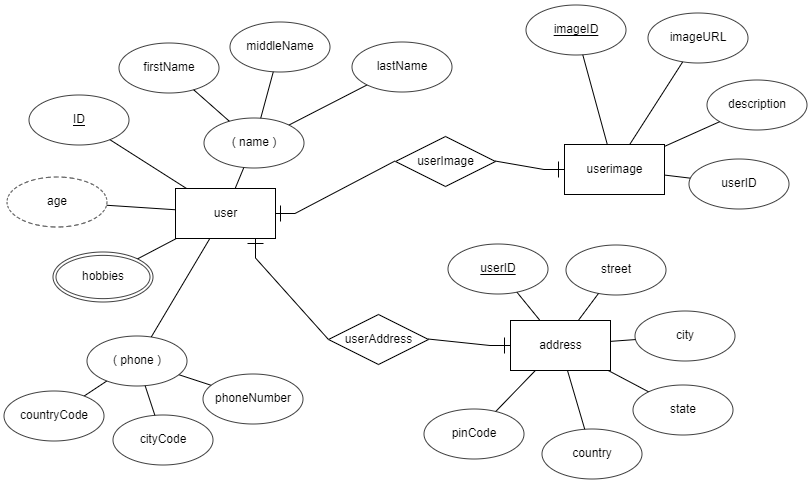 imageID
imageURL
middleName
firstName
lastName
description
ID
( name )
userImage
userimage
userID
age
user
hobbies
userID
street
city
userAddress
address
( phone )
phoneNumber
state
countryCode
cityCode
pinCode
country